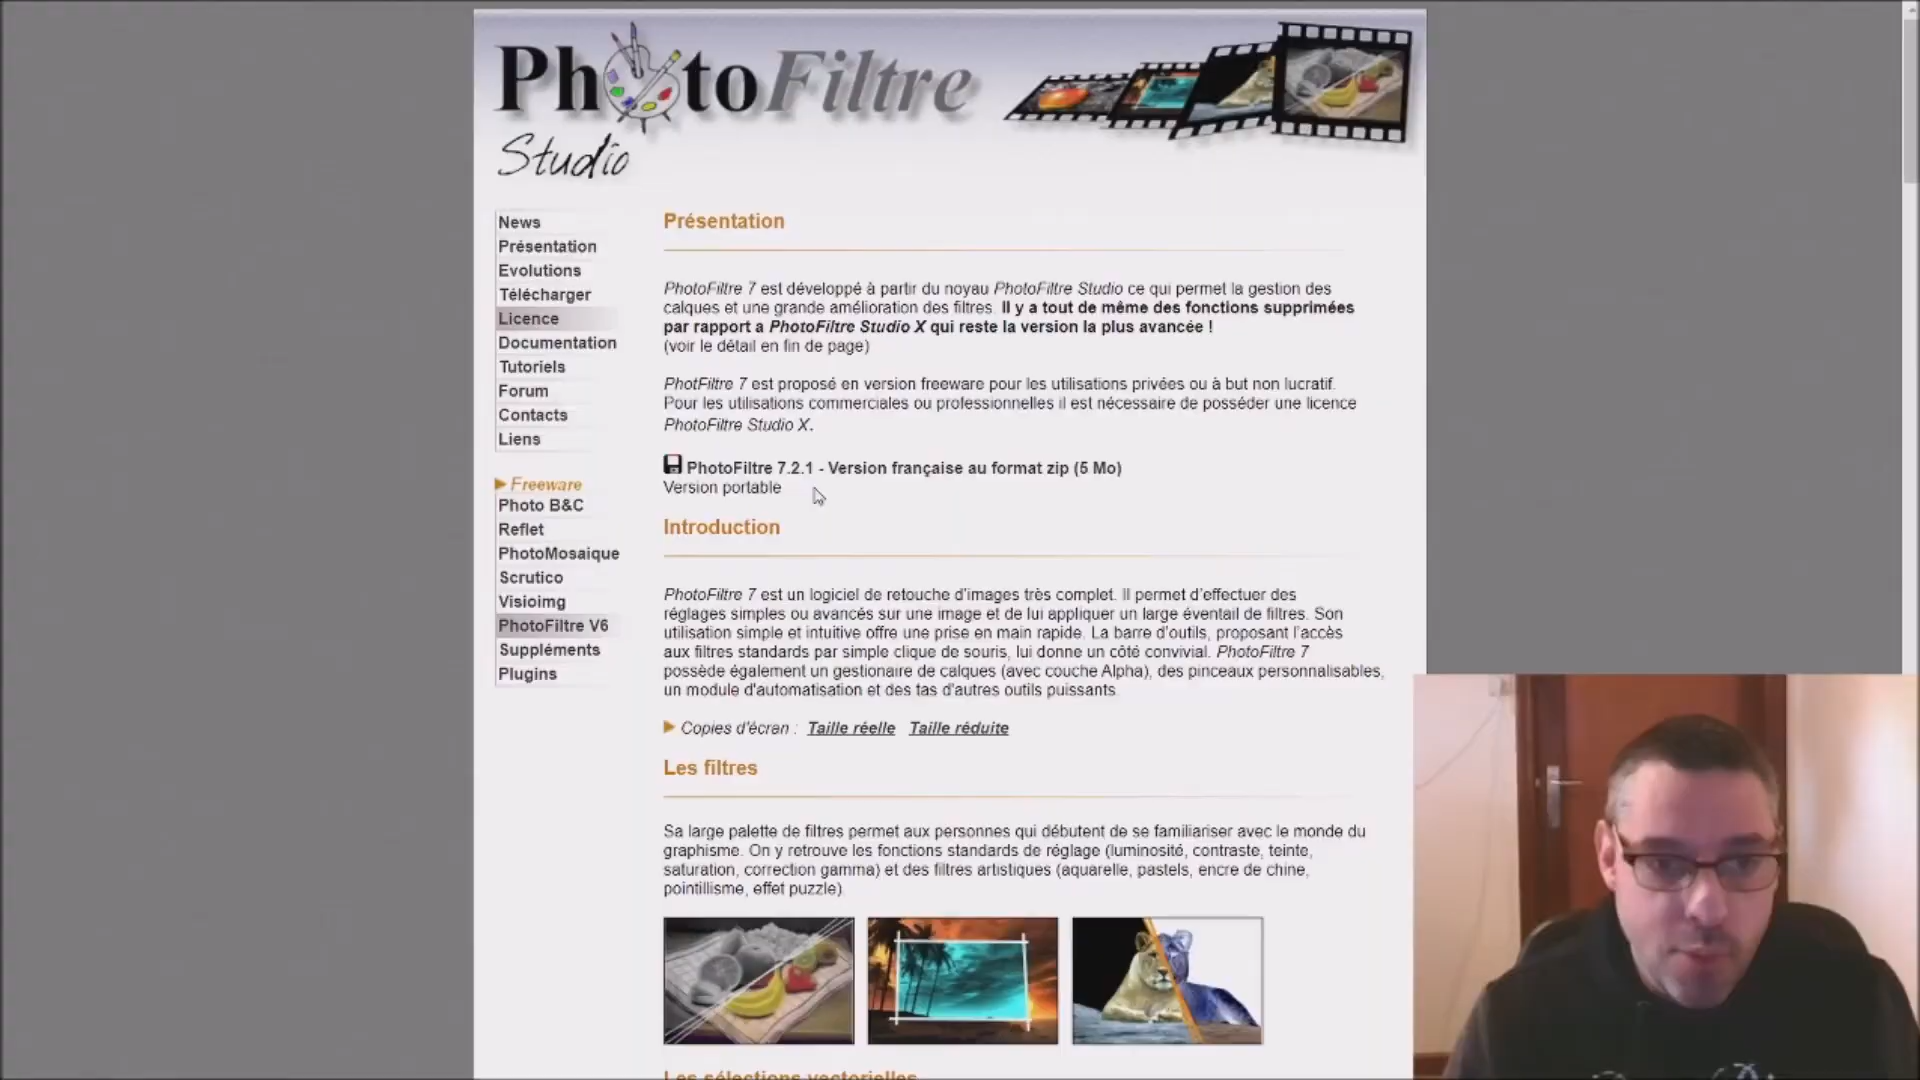 PhotoFiltre
Studio
News
Présentation
Evolutions
Télécharger
Licence
Documentation
Tutoriels
Forum
Contacts
Liens
Freeware
Photo B&C
Reflet
PhotoMosaique
Scrutico
Visioimg
PhotoFiltre V6
Suppléments
Plugins
Présentation
PhotoFiltre 7 est développé à partir du noyau PhotoFiltre Studio ce qui permet la gestion des
calques et une grande amélioration des filtres. Il y a tout de même des fonctions supprimées
par rapport a PhotoFiltre Studio X qui reste la version la plus avancée !
(voir le détail en fin de page)
PhotFiltre 7 est proposé en version freeware pour les utilisations privées ou à but non lucratif.
Pour les utilisations commerciales ou professionnelles il est nécessaire de posséder une licence
PhotoFiltre Studio X.
PhotoFiltre 7.2.1 - Version française au format zip (5 Mo)
Version portable
Introduction
PhotoFiltre 7 est un logiciel de retouche d'images très complet. Il permet d'effectuer des
réglages simples ou avancés sur une image et de lui appliquer un large éventail de filtres. Son
utilisation simple et intuitive offre une prise en main rapide. La barre d'outils, proposant l'accès
aux filtres standards par simple clique de souris, lui donne un côté convivial. PhotoFiltre 7
possède également un gestionaire de calques (avec couche Alpha), des pinceaux personnalisables,
un module d'automatisation et des tas d'autres outils puissants.
Copies d'écran : Taille réelle Taille réduite
Les filtres
Sa large palette de filtres permet aux personnes qui débutent de se familiariser avec le monde du
graphisme. On y retrouve les fonctions standards de réglage (luminosité, contraste, teinte,
saturation, correction gamma) et des filtres artistiques (aquarelle, pastels, encre de chine,
pointillisme, effet puzzle).
Les sélections vectorielles